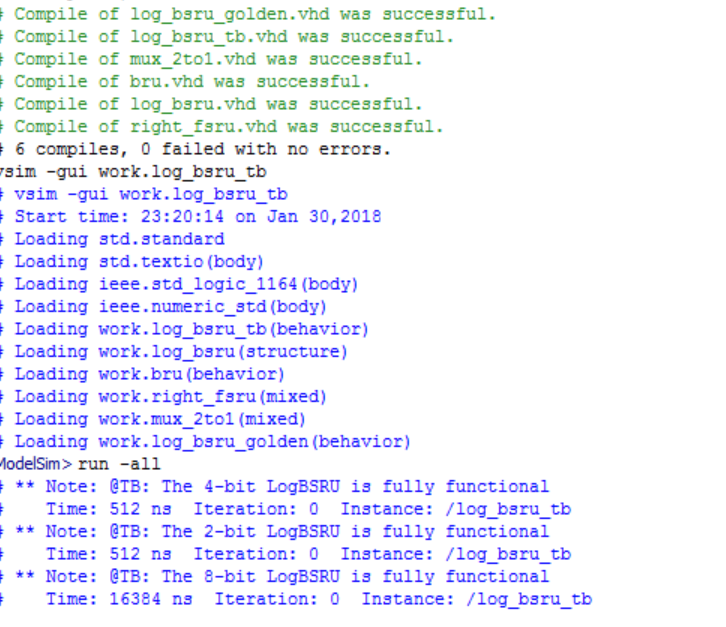 # Compile of log_bsru_golden.vhd was successful.
# Compile of log_bsru_tb.vhd was successful.
# Compile of mux_2to1.vhd was successful.
# Compile of bru.vhd was successful.
# Compile of log_bsru.vhd was successful.
# Compile of right_fsru.vhd was successful.
# 6 compiles, 0 failed with no errors.
vsim -gui work.log_bsru_tb
# vsim -gui work.log_bsru_tb
# Start time: 23:20:14 on Jan 30,2018
# Loading std.standard
# Loading std.textio(body)
# Loading ieee.std_logic_1164(body)
# Loading ieee.numeric_std(body)
# Loading work.log_bsru_tb(behavior)
# Loading work.log_bsru(structure)
# Loading work.bru(behavior)
# Loading work.right_fsru(mixed)
# Loading work.mux_2to1(mixed)
# Loading work.log_bsru_golden(behavior)
ModelSim> run -all
# ** Note: @TB: The 4-bit LogBSRU is fully functional
#    Time: 512 ns  Iteration: 0  Instance: /log_bsru_tb
# ** Note: @TB: The 2-bit LogBSRU is fully functional
#    Time: 512 ns  Iteration: 0  Instance: /log_bsru_tb
# ** Note: @TB: The 8-bit LogBSRU is fully functional
#    Time: 16384 ns  Iteration: 0  Instance: /log_bsru_tb